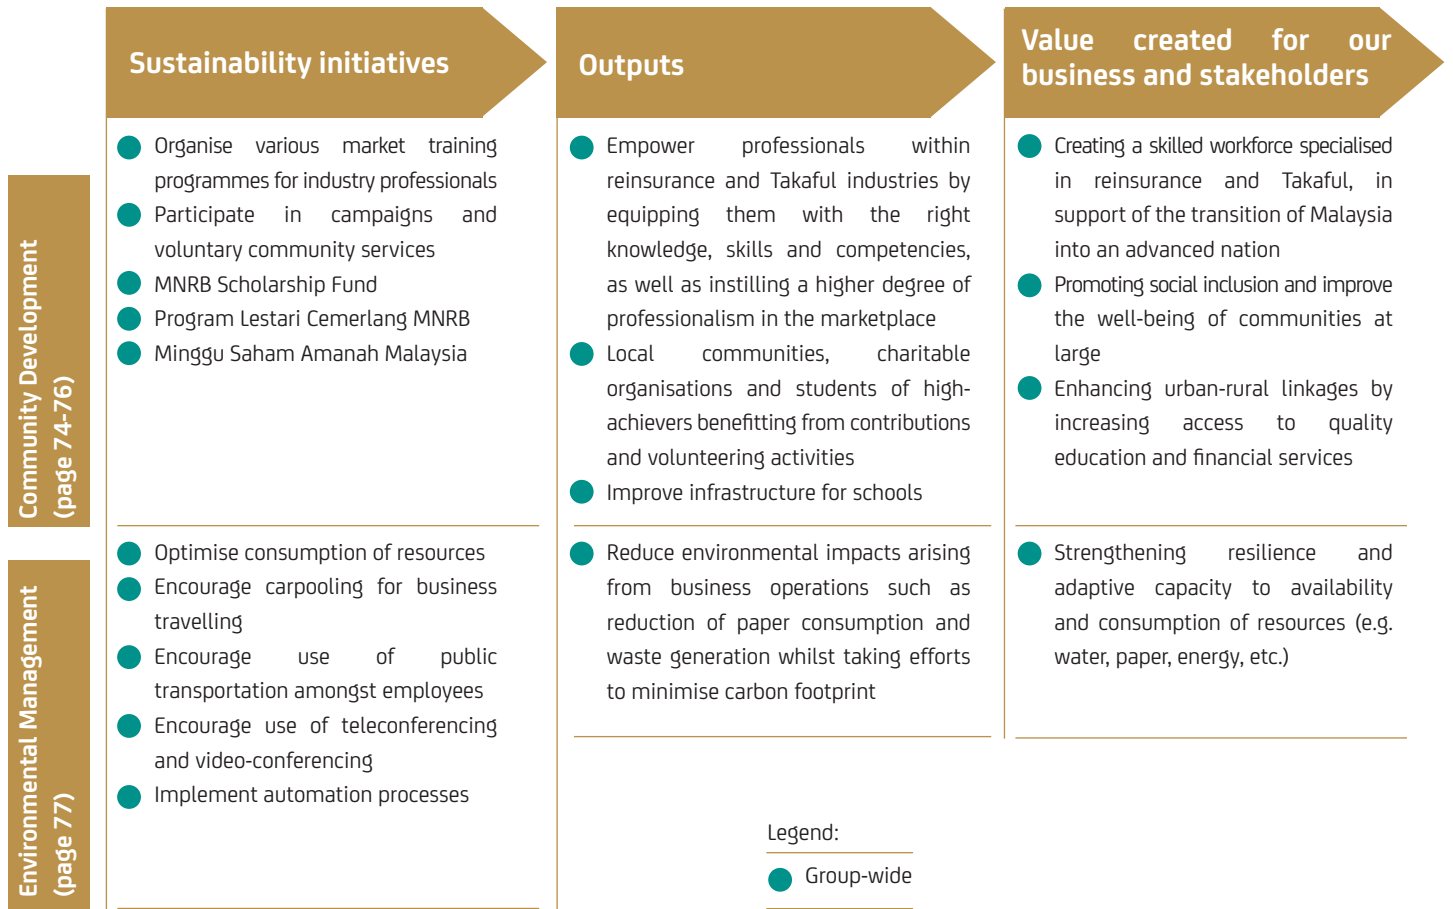 Sustainability initiatives
Outputs
Value created for our
business and stakeholders
Community Development
(page 74-76)
Organise various market training
programmes for industry professionals
Participate in campaigns and
voluntary community services
MNRB Scholarship Fund
Program Lestari Cemerlang MNRB
Minggu Saham Amanah Malaysia
Empower professionals within
reinsurance and Takaful industries by
equipping them with the right
knowledge, skills and competencies,
as well as instilling a higher degree of
professionalism in the marketplace
Local communities, charitable
organisations and students of high-
achievers benefitting from contributions
and volunteering activities
Improve infrastructure for schools
Creating a skilled workforce specialised
in reinsurance and Takaful, in
support of the transition of Malaysia
into an advanced nation
Promoting social inclusion and improve
the well-being of communities at
large
Enhancing urban-rural linkages by
increasing access to quality
education and financial services
Environmental Management
(page 77)
Optimise consumption of resources
Encourage carpooling for business
travelling
Encourage use of public
transportation amongst employees
Encourage use of teleconferencing
and video-conferencing
Implement automation processes
Reduce environmental impacts arising
from business operations such as
reduction of paper consumption and
waste generation whilst taking efforts
to minimise carbon footprint
Strengthening resilience and
adaptive capacity to availability
and consumption of resources (e.g.
water, paper, energy, etc.)
Legend:
Group-wide